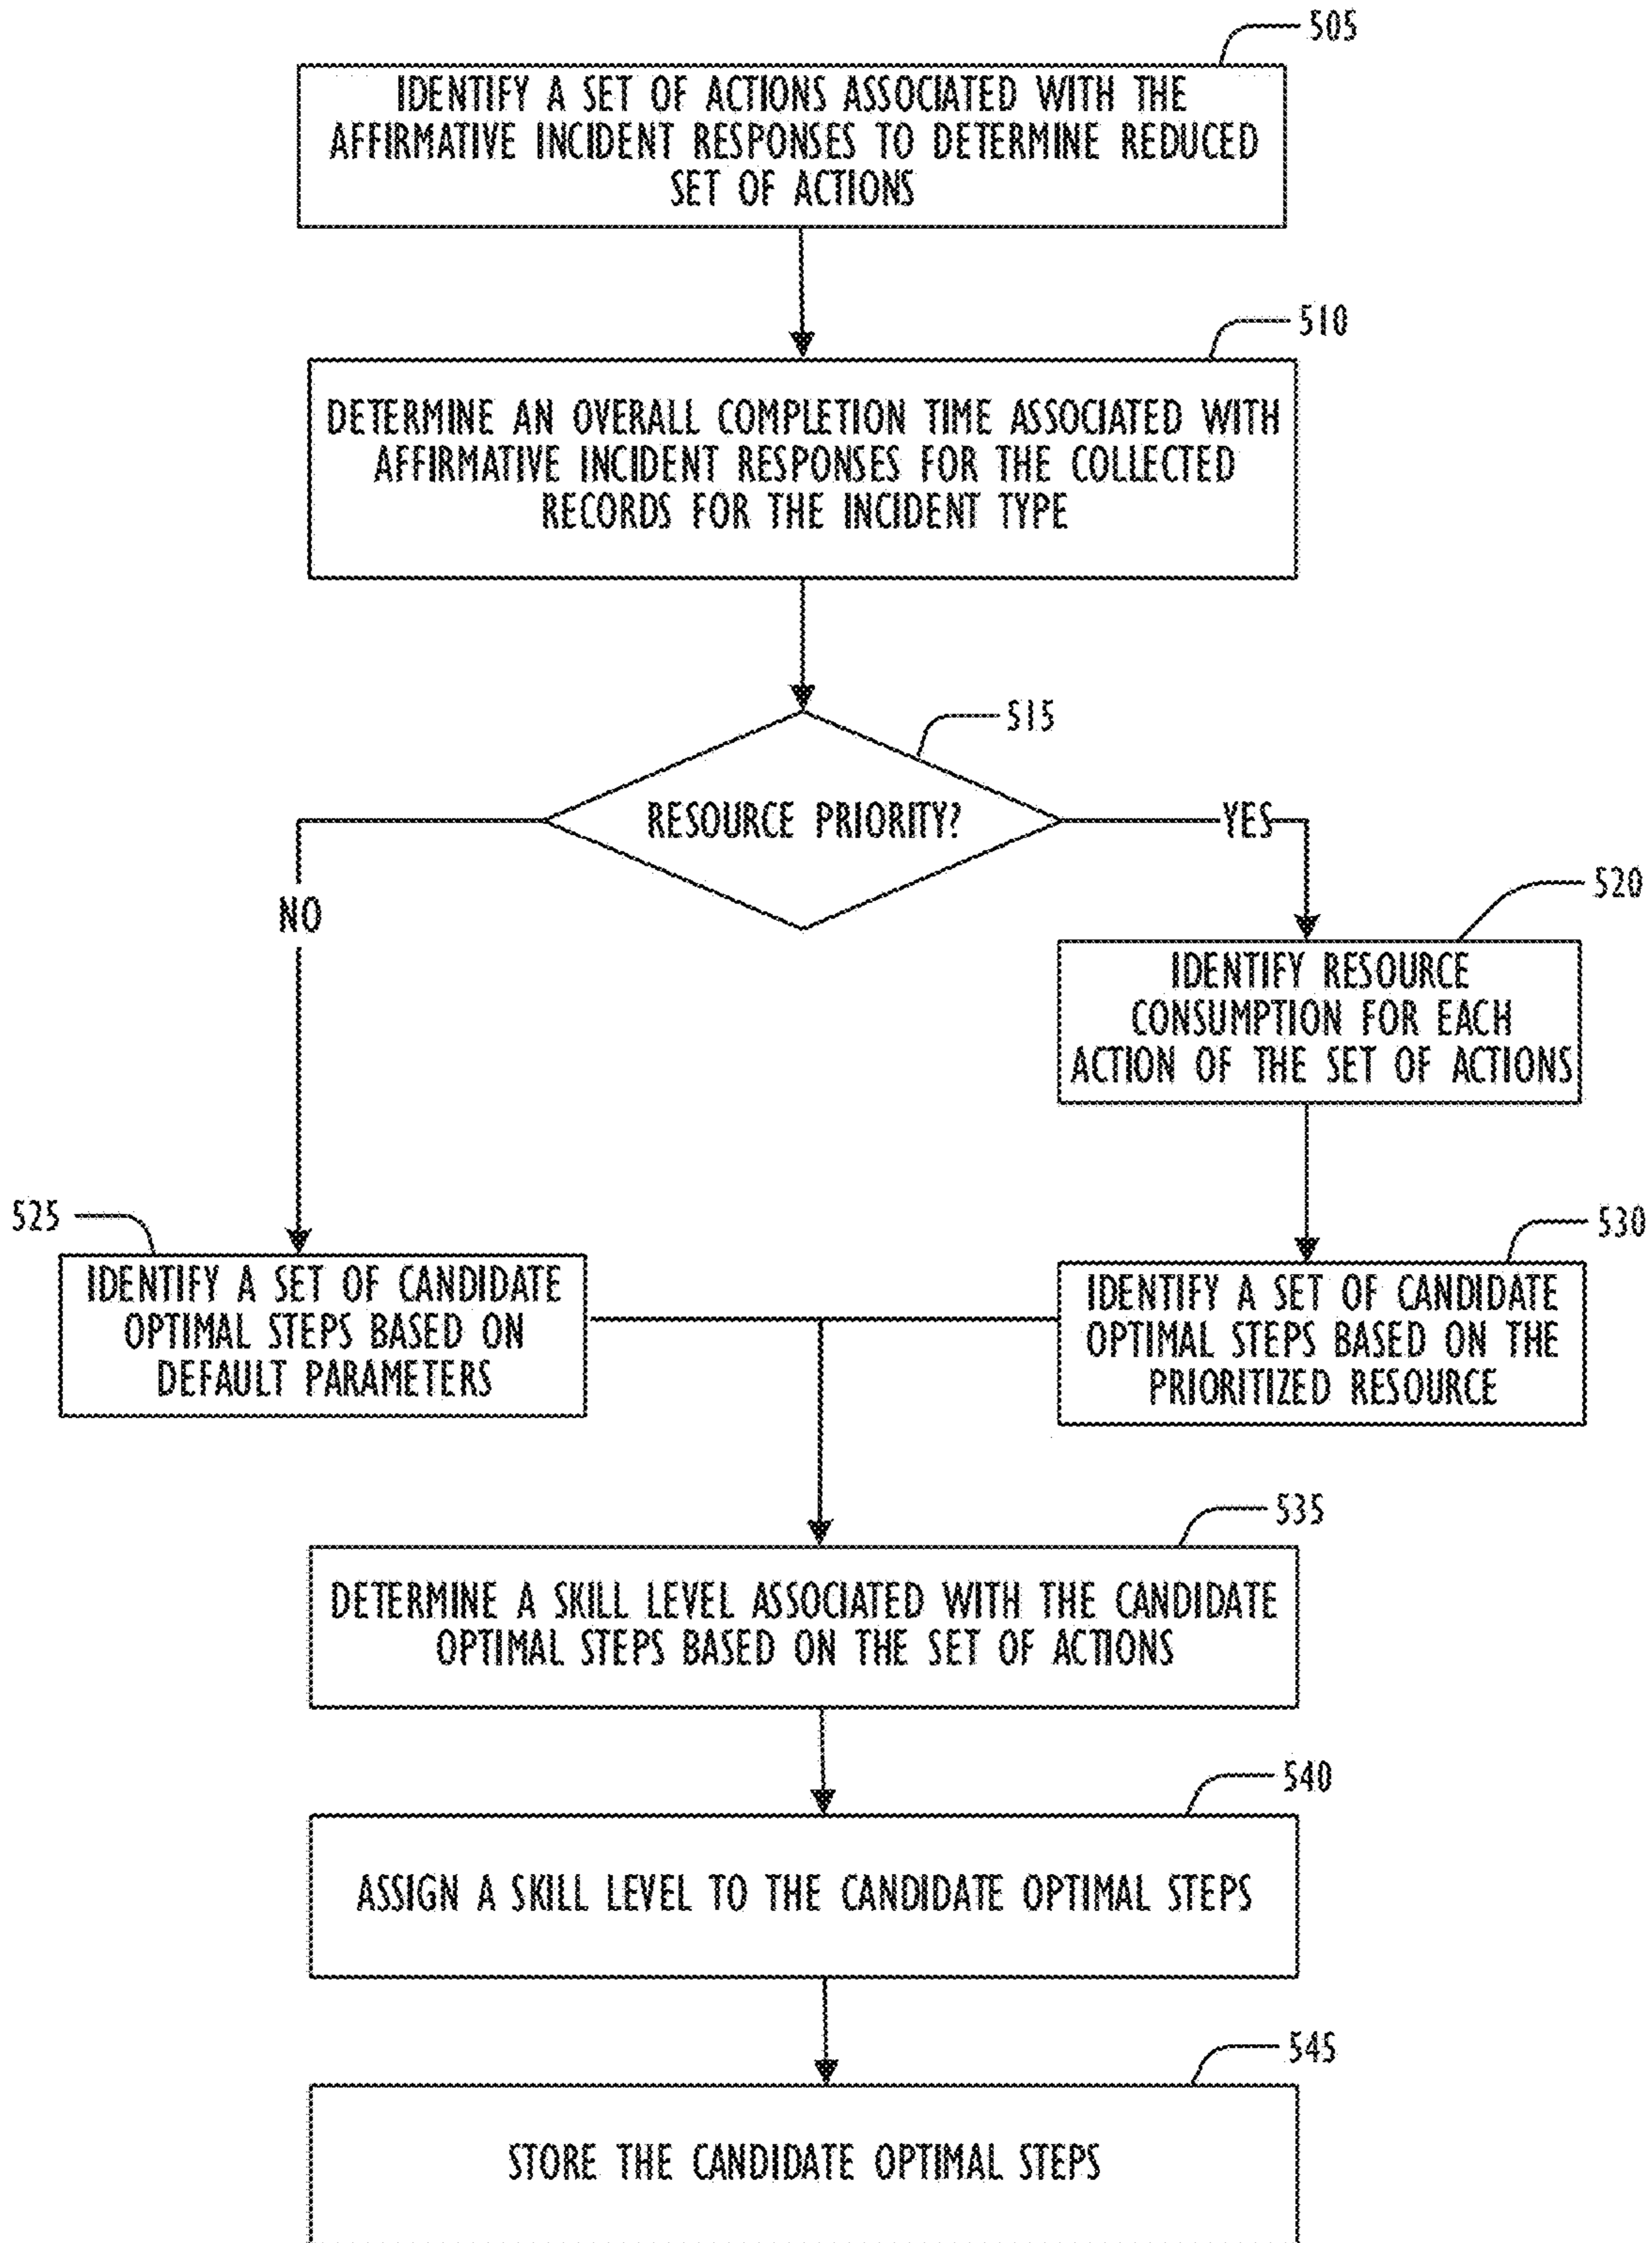 505
IDENTIFY A SET OF ACTIONS ASSOCIATED WITH THE
AFFIRMATIVE INCIDENT RESPONSES TO DETERMINE REDUCED
SET OF ACTIONS
510
DETERMINE AN OVERALL COMPLETION TIME ASSOCIATED WITH
AFFIRMATIVE INCIDENT RESPONSES FOR THE COLLECTED
RECORDS FOR THE INCIDENT TYPE
515
RESOURCE PRIORITY?
YES
NO
520
IDENTIFY RESOURCE
CONSUMPTION FOR EACH
ACTION OF THE SET OF ACTIONS
525
IDENTIFY A SET OF CANDIDATE
OPTIMAL STEPS BASED ON
DEFAULT PARAMETERS
530
IDENTIFY A SET OF CANDIDATE
OPTIMAL STEPS BASED ON THE
PRIORITIZED RESOURCE
535
DETERMINE A SKILL LEVEL ASSOCIATED WITH THE CANDIDATE
OPTIMAL STEPS BASED ON THE SET OF ACTIONS
540
ASSIGN A SKILL LEVEL TO THE CANDIDATE OPTIMAL STEPS
545
STORE THE CANDIDATE OPTIMAL STEPS